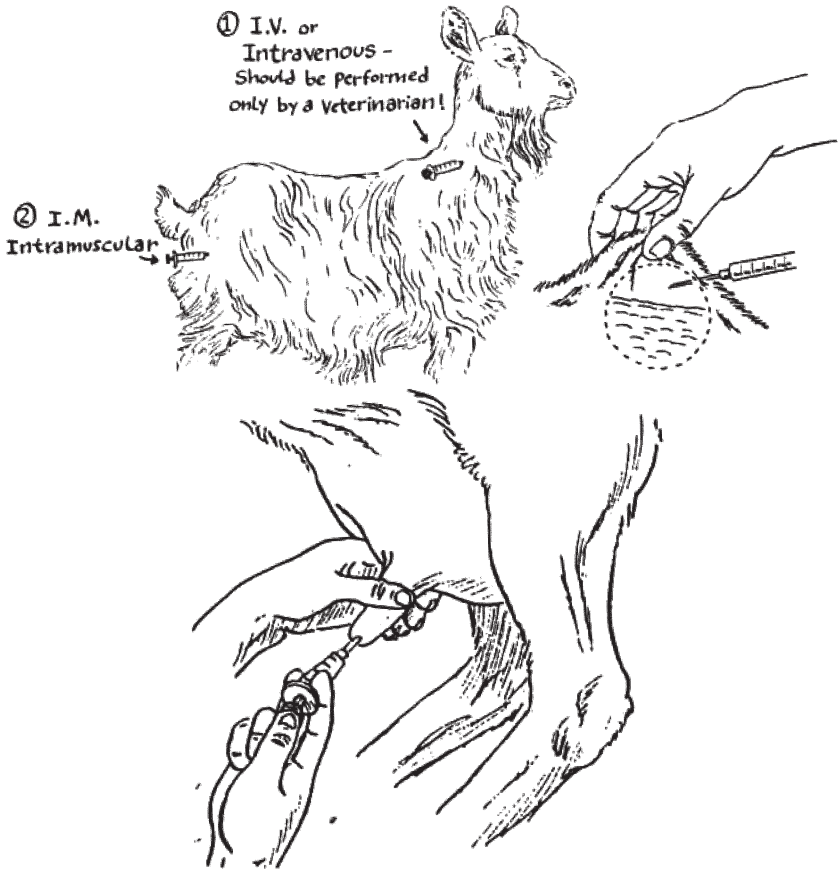 ① I.V. or
Intravenous -
Should be performed
only by a Veterinarian!
② I.M.
Intramuscular